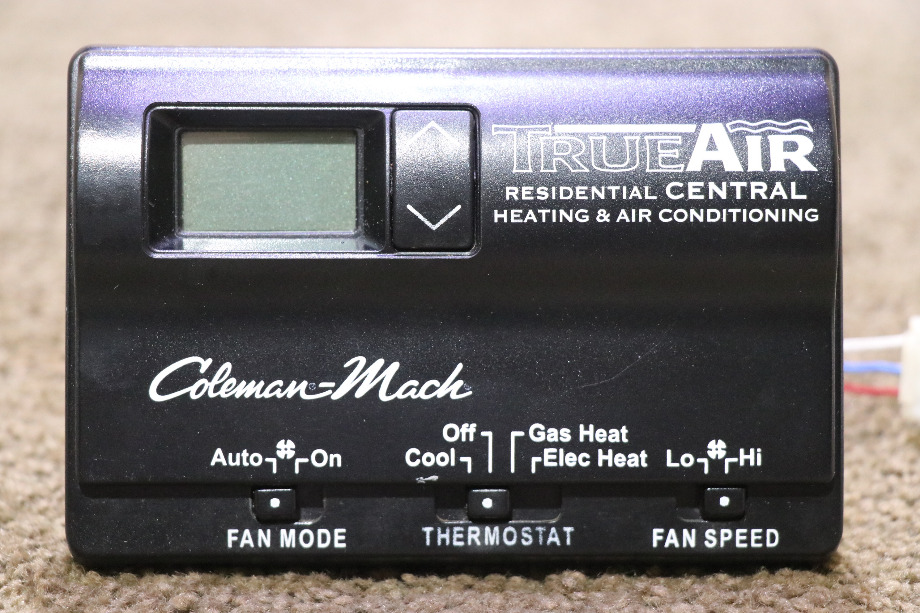 TRUEAIR
RESIDENTIAL CENTRAL
HEATING & AIR CONDITIONING
Coleman-Mach
Off Gas Heat
Auto On Cool Elec Heat Lo Hi
FAN MODE THERMOSTAT FAN SPEED